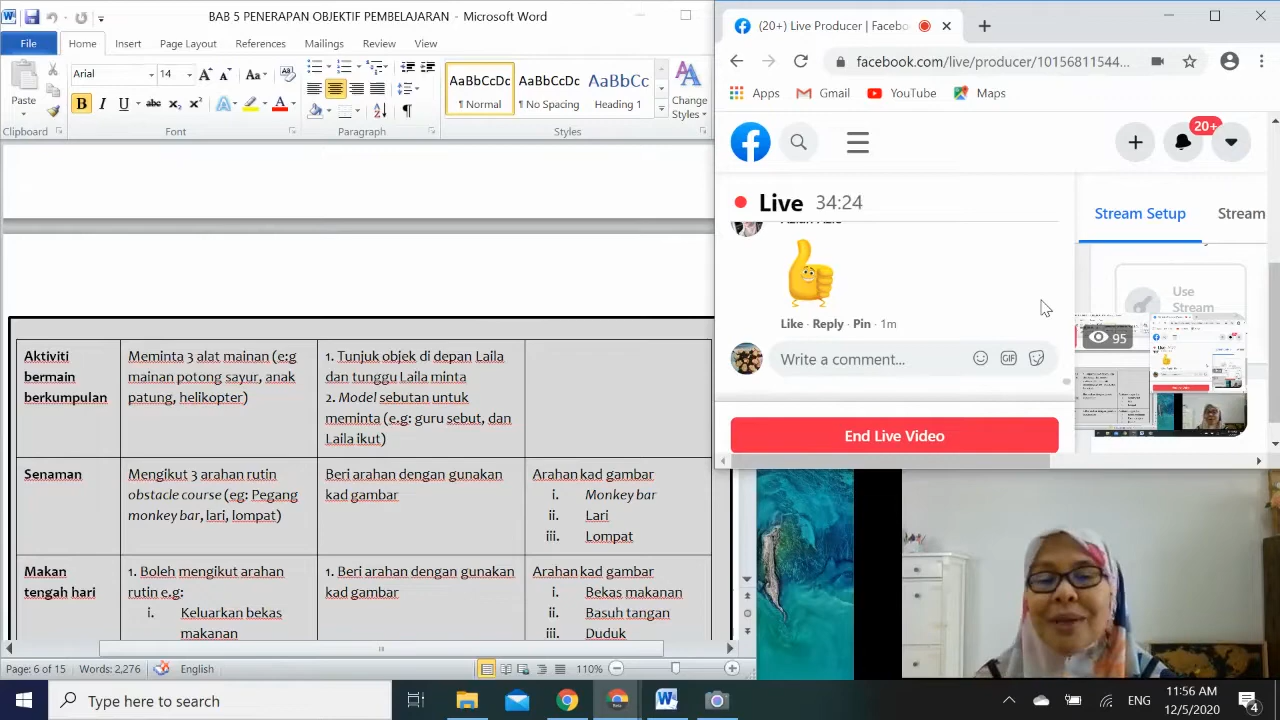 BAB 5 PENERAPAN OBJEKTIF PEMBELAJARAN - Microsoft Word
File Home Insert Page Layout References Mailings Review View
Arial 14
Paste
B I U abc x₂ x²
AaBbCcDc AaBbCcDc AaBbCc
¶ Normal ¶ No Spacing Heading 1
Change
Styles
Clipboard Font Paragraph Styles
Aktiviti
bermain
berkumpulan
Meminta 3 alat mainan (e:g
mainan potong sayur, anak
patung, helikopter)
1. Tunjuk objek di depan Laila
dan tunggu Laila minta
2. Model sebutan untuk
meminta (e.g: guru sebut, dan
Laila ikut)
Senaman
Mengikut 3 arahan rutin
obstacle course (eg: Pegang
monkey bar, lari, lompat)
Beri arahan dengan gunakan
kad gambar
Arahan kad gambar
i. Monkey bar
ii. Lari
iii. Lompat
Makan
tengah hari
1. Boleh mengikut arahan
rutin e.g:
i. Keluarkan bekas
makanan
1. Beri arahan dengan gunakan
kad gambar
Arahan kad gambar
i. Bekas makanan
ii. Basuh tangan
iii. Duduk
Page: 6 of 15 Words: 2,276 English 110%
(20+) Live Producer | Facebo
facebook.com/live/producer/10156811544...
Apps Gmail YouTube Maps
20+
Live 34:24
Like · Reply · Pin · 1m
Write a comment...
GIF
End Live Video
Stream Setup Stream
Use
Stream
95
Type here to search
ENG
11:56 AM
12/5/2020
4